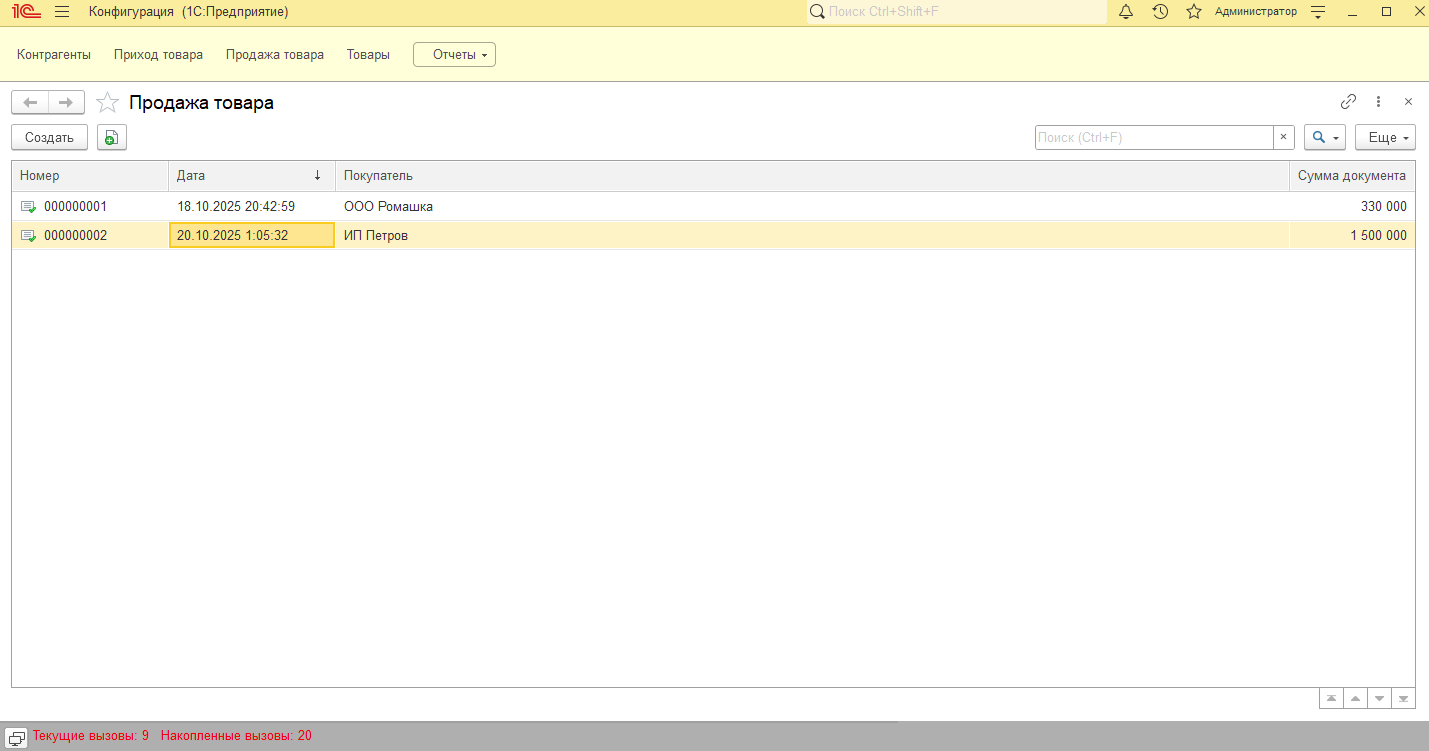 1С Конфигурация (1С:Предприятие) Поиск Ctrl+Shift+F Администратор
Контрагенты Приход товара Продажа товара Товары Отчеты
Продажа товара
Создать Поиск (Ctrl+F) × Еще
Номер Дата ↓ Покупатель Сумма документа
000000001 18.10.2025 20:42:59 ООО Ромашка 330 000
000000002 20.10.2025 1:05:32 ИП Петров 1 500 000
Текущие вызовы: 9 Накопленные вызовы: 20